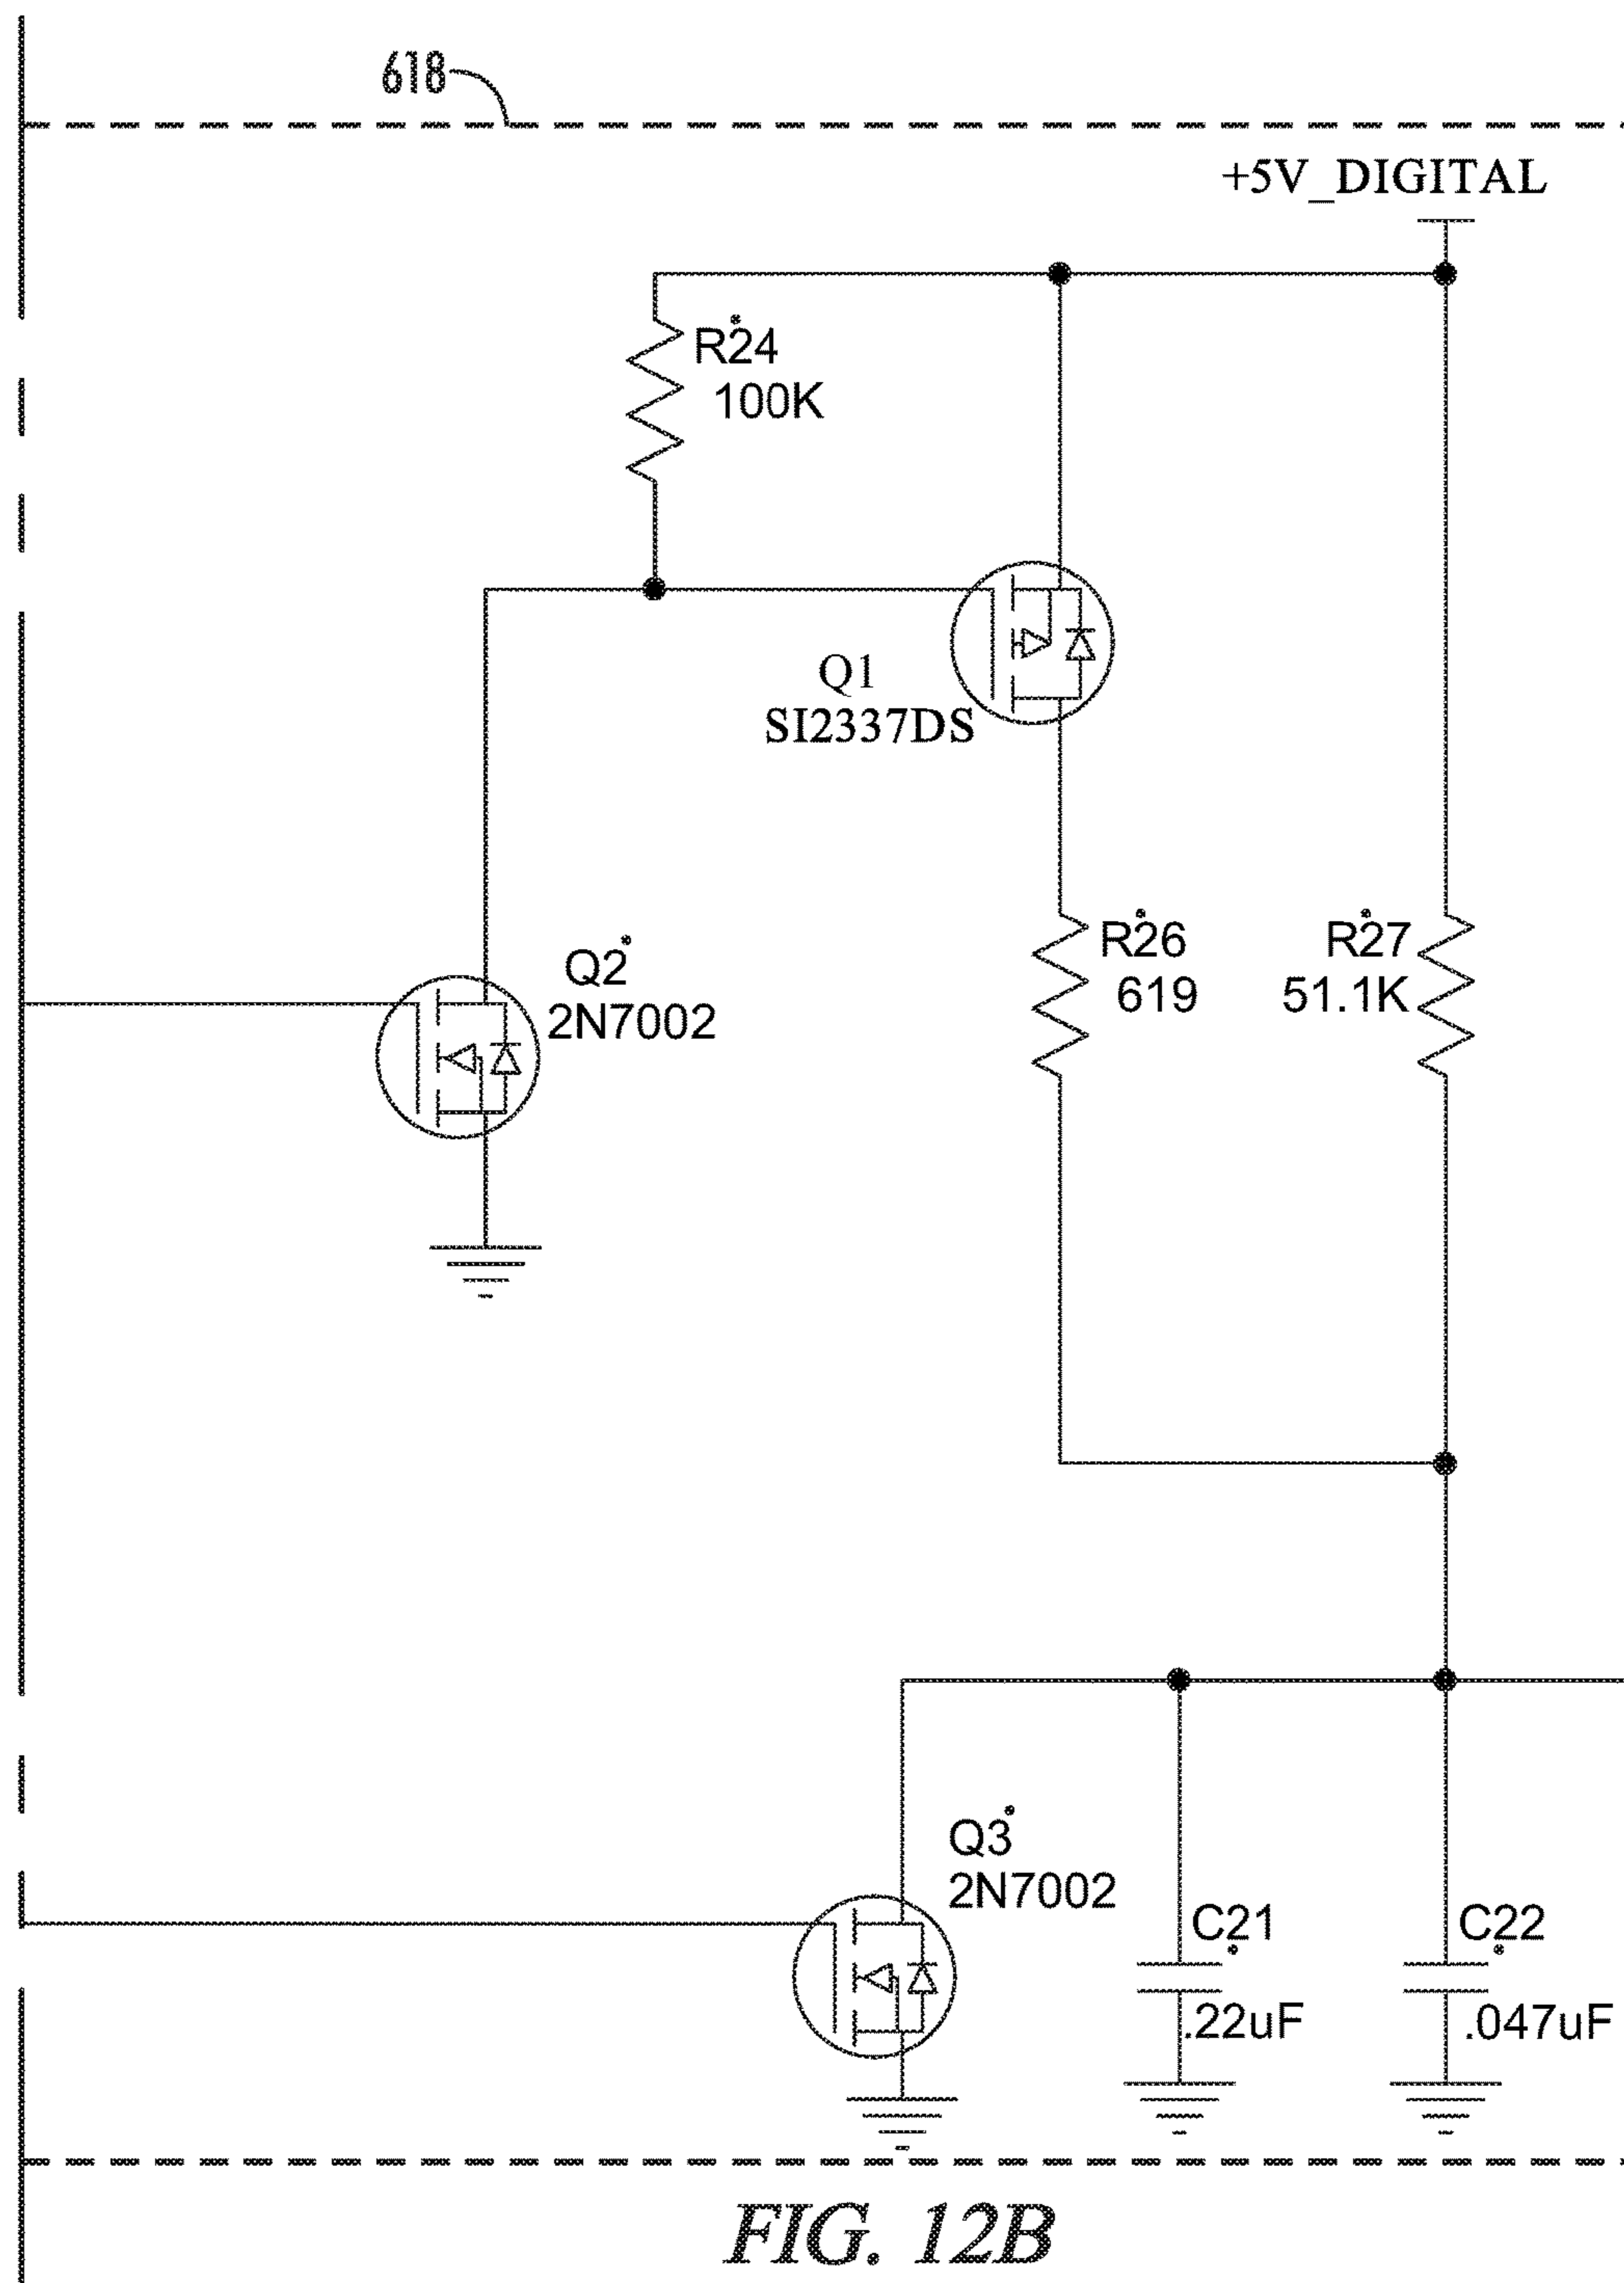 618
+5V_DIGITAL
R24
100K
Q1
SI2337DS
R26
619
R27
51.1K
Q2
2N7002
Q3
2N7002
C21
.22uF
C22
.047uF
FIG. 12B